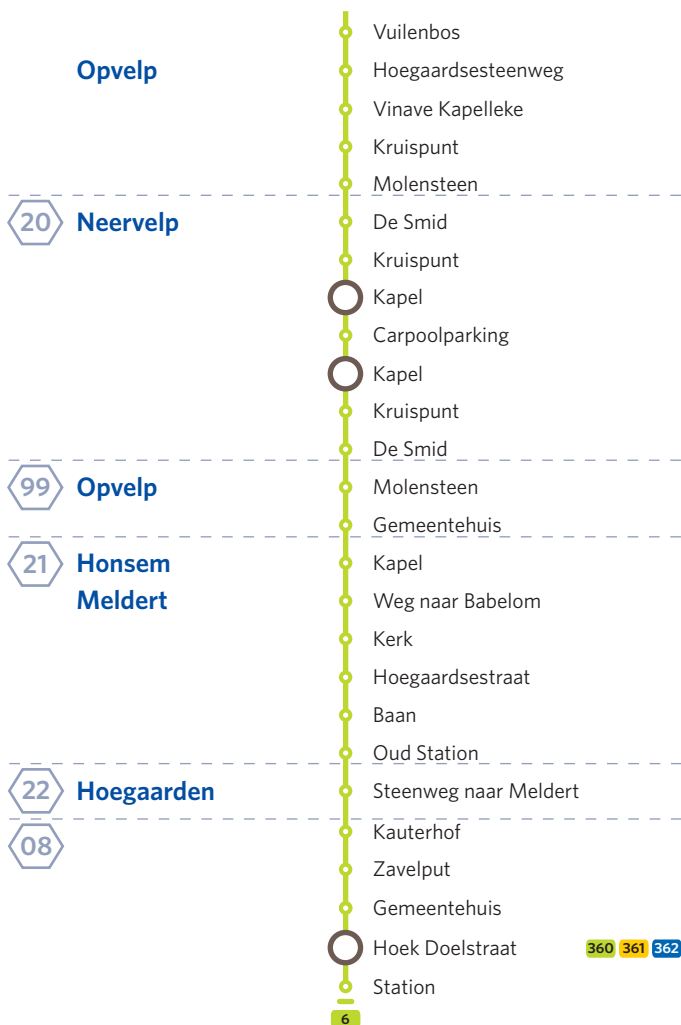 Vuilenbos
Opvelp Hoegaardsesteenweg
Vinave Kapelleke
Kruispunt
Molensteen
20 Neervelp De Smid
Kruispunt
Kapel
Carpoolparking
Kapel
Kruispunt
De Smid
99 Opvelp Molensteen
Gemeentehuis
21 Honsem Kapel
Meldert Weg naar Babelom
Kerk
Hoegaardsestraat
Baan
Oud Station
22 Hoegaarden Steenweg naar Meldert
08 Kauterhof
Zavelput
Gemeentehuis
Hoek Doelstraat 360 361 362
Station
6